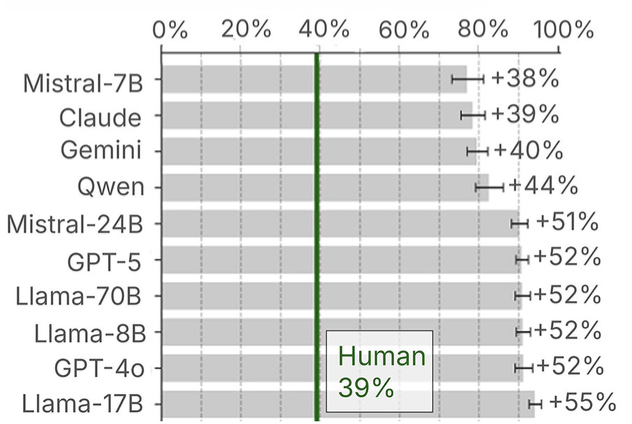 0% 20% 40% 60% 80% 100%
Mistral-7B +38%
Claude +39%
Gemini +40%
Qwen +44%
Mistral-24B +51%
GPT-5 +52%
Llama-70B +52%
Llama-8B +52%
GPT-4o +52%
Llama-17B +55%
Human
39%